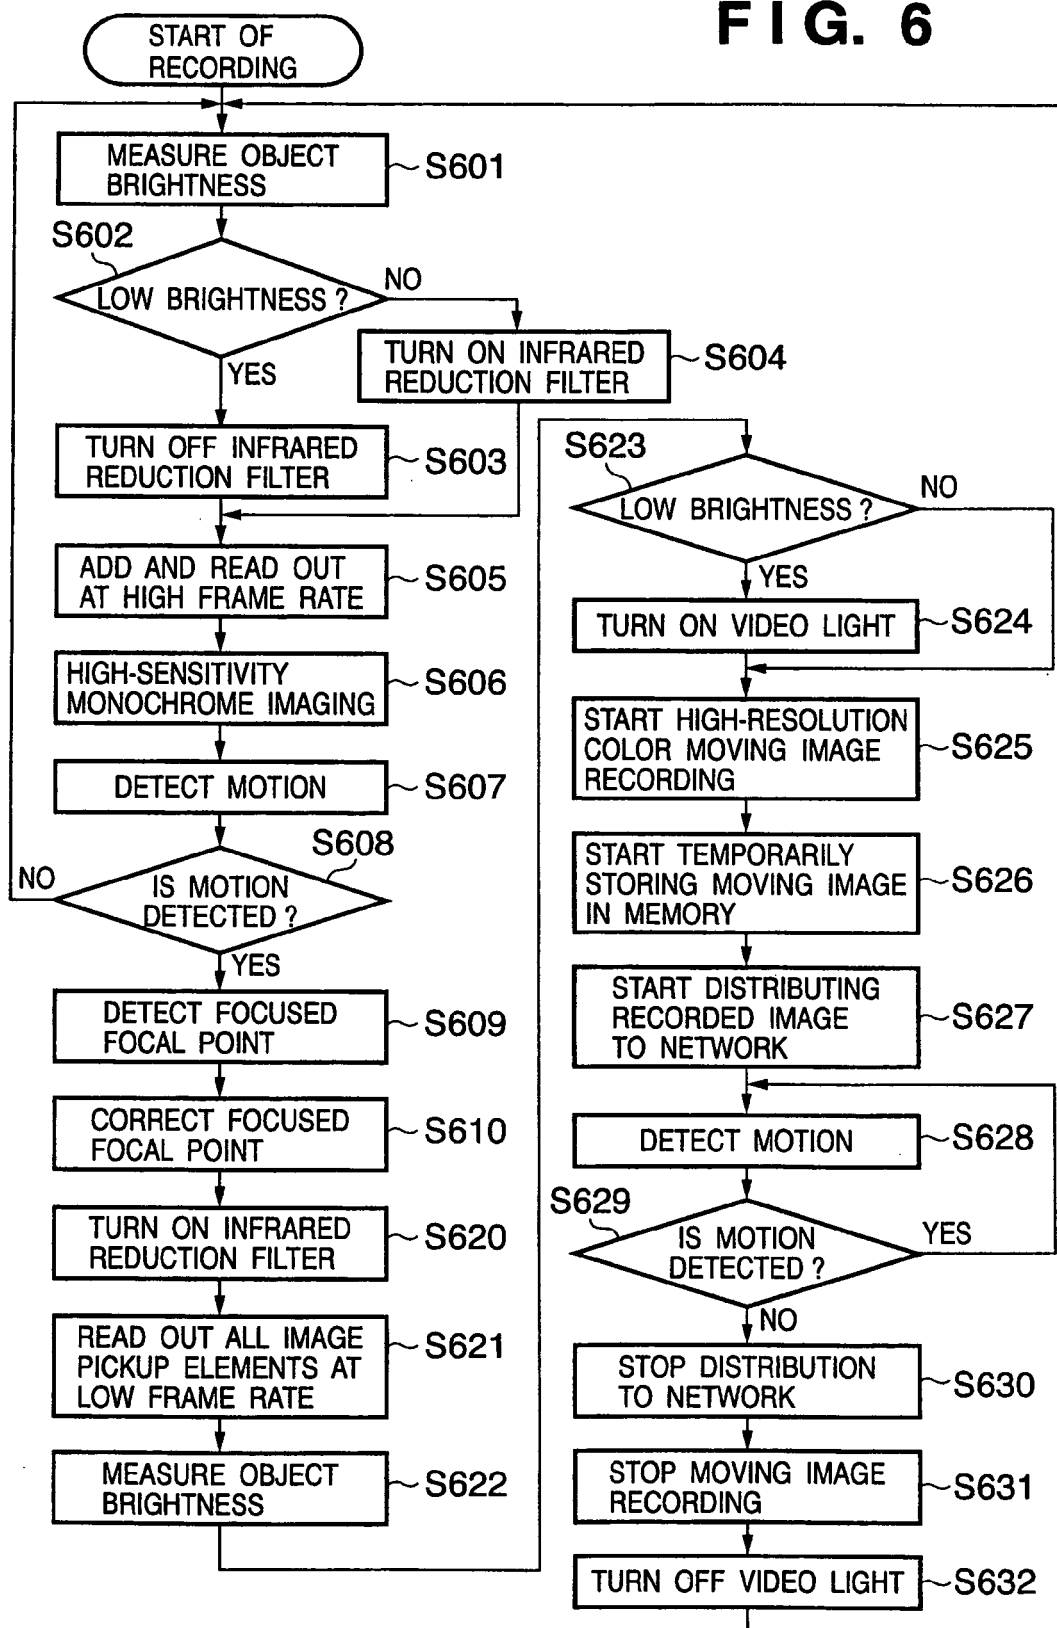 FIG. 6
START OF
RECORDING
MEASURE OBJECT
BRIGHTNESS
S601
S602
LOW BRIGHTNESS?
NO
YES
TURN ON INFRARED
REDUCTION FILTER
S604
TURN OFF INFRARED
REDUCTION FILTER
S603
ADD AND READ OUT
AT HIGH FRAME RATE
S605
HIGH-SENSITIVITY
MONOCHROME IMAGING
S606
DETECT MOTION
S607
S608
IS MOTION
DETECTED?
NO
YES
DETECT FOCUSED
FOCAL POINT
S609
CORRECT FOCUSED
FOCAL POINT
S610
TURN ON INFRARED
REDUCTION FILTER
S620
READ OUT ALL IMAGE
PICKUP ELEMENTS AT
LOW FRAME RATE
S621
MEASURE OBJECT
BRIGHTNESS
S622
S623
LOW BRIGHTNESS?
NO
YES
TURN ON VIDEO LIGHT
S624
START HIGH-RESOLUTION
COLOR MOVING IMAGE
RECORDING
S625
START TEMPORARILY
STORING MOVING IMAGE
IN MEMORY
S626
START DISTRIBUTING
RECORDED IMAGE
TO NETWORK
S627
DETECT MOTION
S628
S629
IS MOTION
DETECTED?
YES
NO
STOP DISTRIBUTION
TO NETWORK
S630
STOP MOVING IMAGE
RECORDING
S631
TURN OFF VIDEO LIGHT
S632